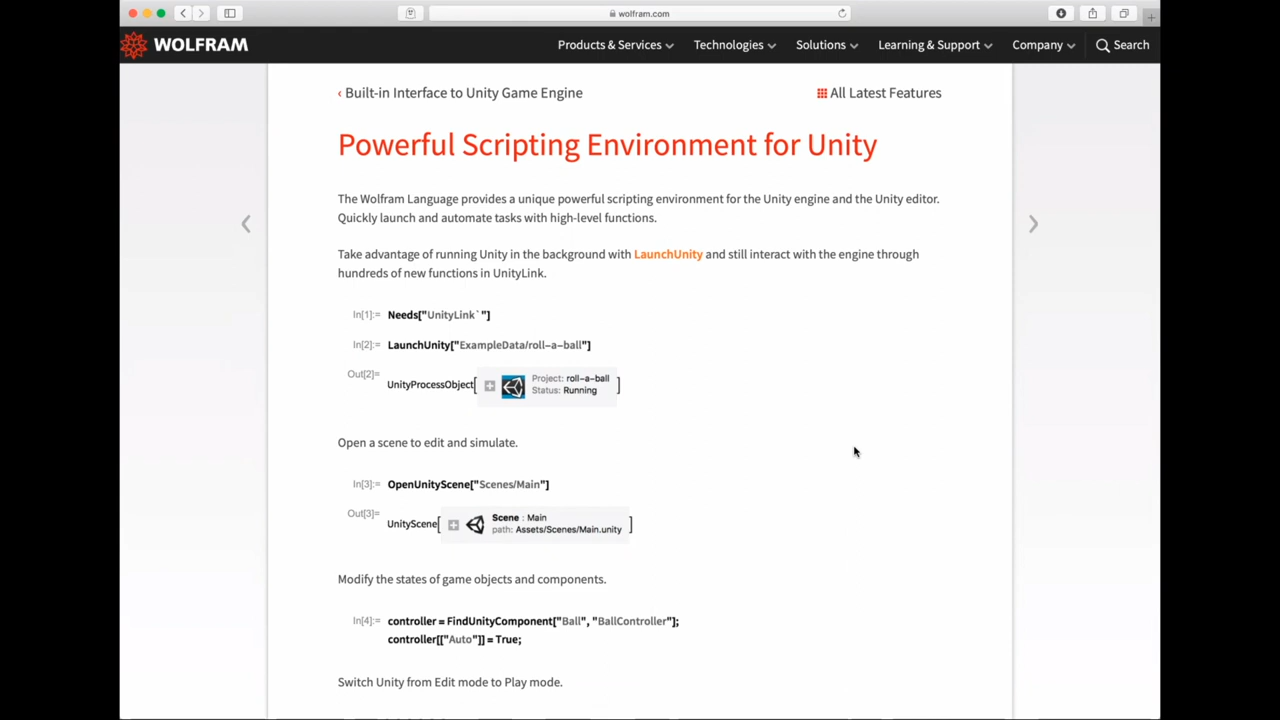 wolfram.com
WOLFRAM
Products & Services Technologies Solutions Learning & Support Company Search
‹ Built-in Interface to Unity Game Engine
All Latest Features
Powerful Scripting Environment for Unity
The Wolfram Language provides a unique powerful scripting environment for the Unity engine and the Unity editor.
Quickly launch and automate tasks with high-level functions.
Take advantage of running Unity in the background with LaunchUnity and still interact with the engine through
hundreds of new functions in UnityLink.
In[1]:= Needs["UnityLink`"]
In[2]:= LaunchUnity["ExampleData/roll-a-ball"]
Out[2]=
UnityProcessObject[
Project: roll-a-ball
Status: Running
]
Open a scene to edit and simulate.
In[3]:= OpenUnityScene["Scenes/Main"]
Out[3]=
UnityScene[
Scene : Main
path: Assets/Scenes/Main.unity
]
Modify the states of game objects and components.
In[4]:= controller = FindUnityComponent["Ball", "BallController"];
controller[["Auto"]] = True;
Switch Unity from Edit mode to Play mode.